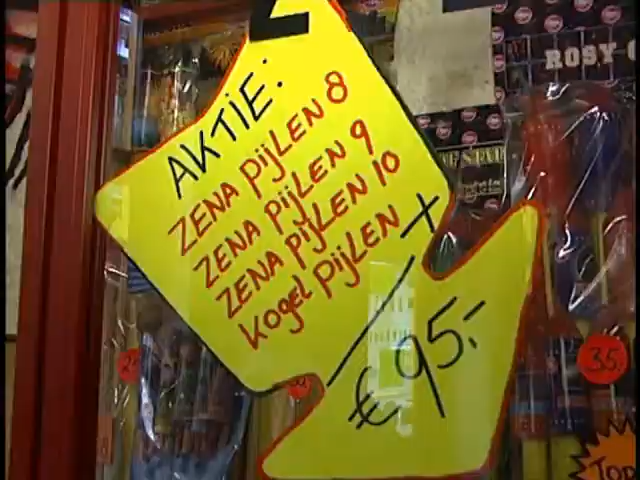 AKTIE:
ZENA PIJLEN 8
ZENA PIJLEN 9
ZENA PIJLEN 10
KOGEL PIJLEN +
€ 95.-
ROSY
35.
TOP